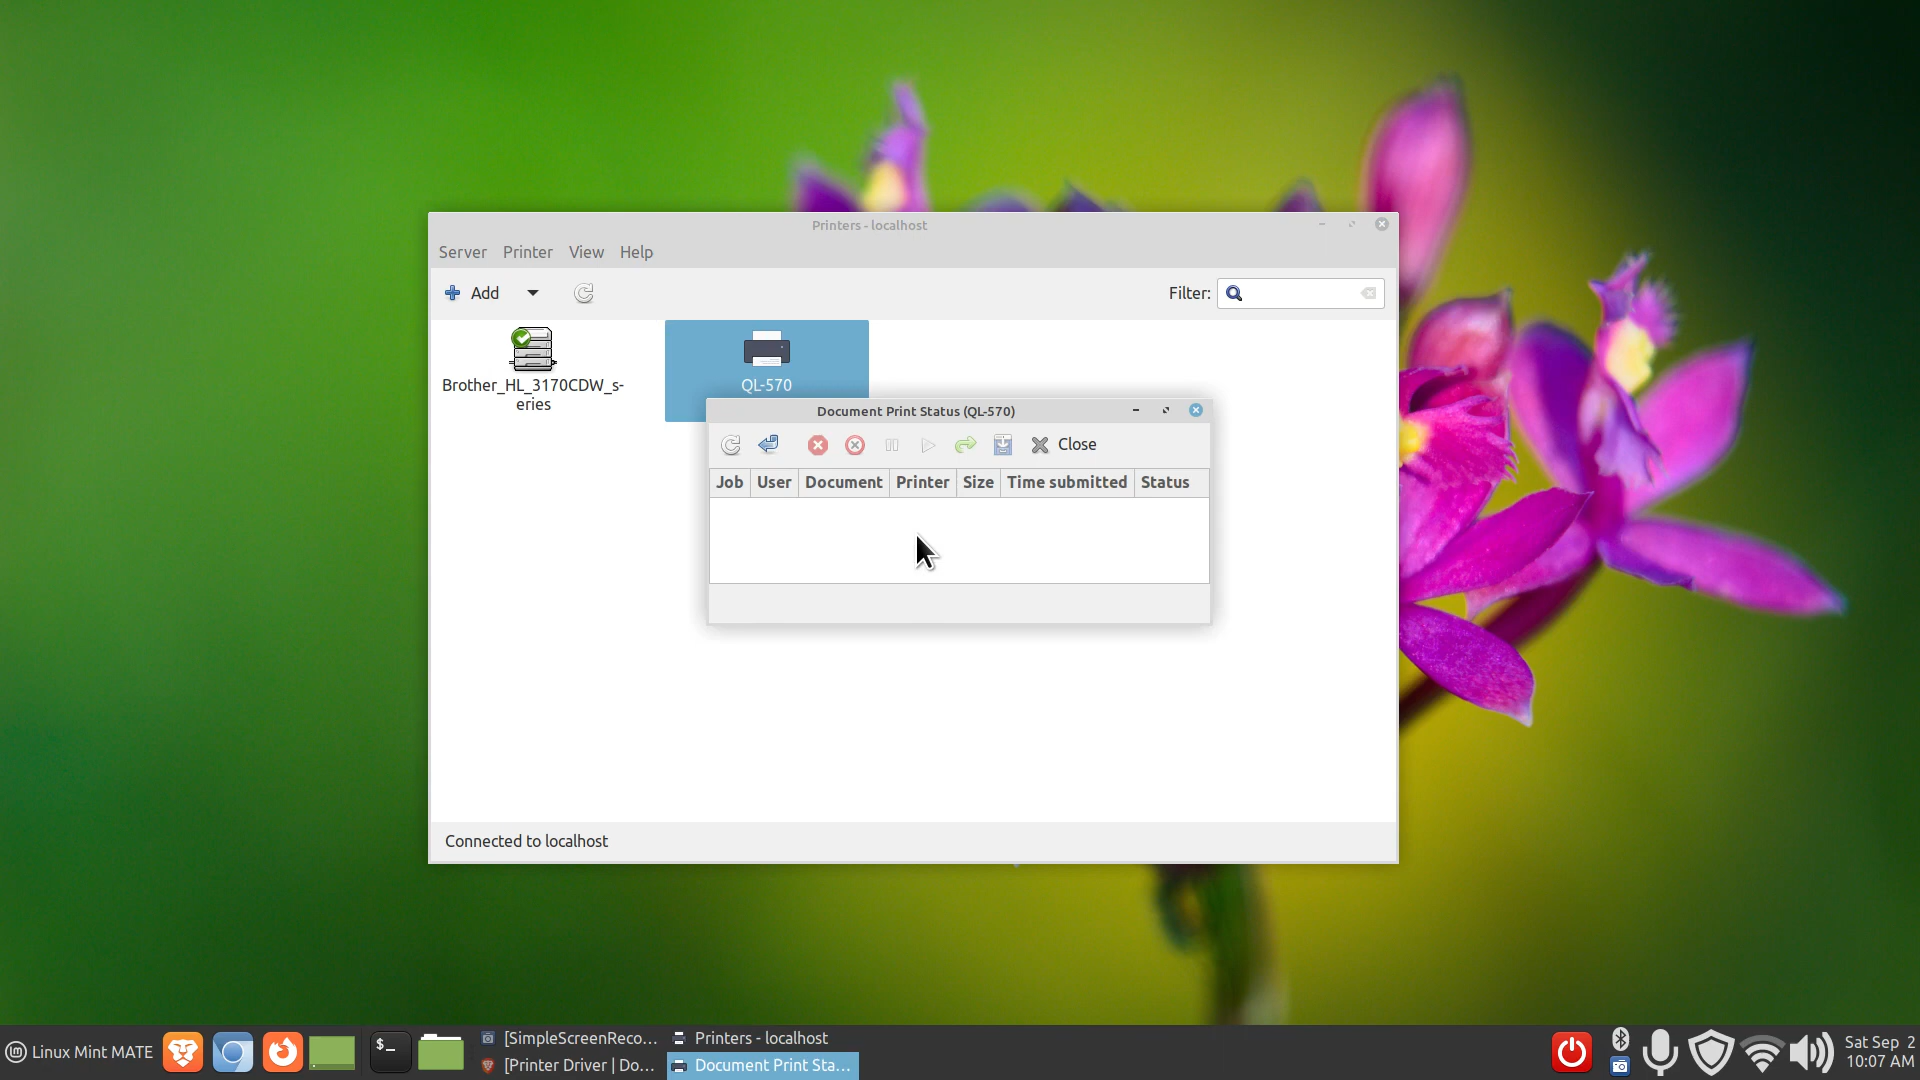 Printers - localhost
Server Printer View Help
Add
Filter:
Brother_HL_3170CDW_s-
eries
QL-570
Document Print Status (QL-570)
Close
Job User Document Printer Size Time submitted Status
Connected to localhost
Linux Mint MATE
$_
[SimpleScreenReco...
[Printer Driver | Do...
Printers - localhost
Document Print Sta...
Sat Sep 2
10:07 AM